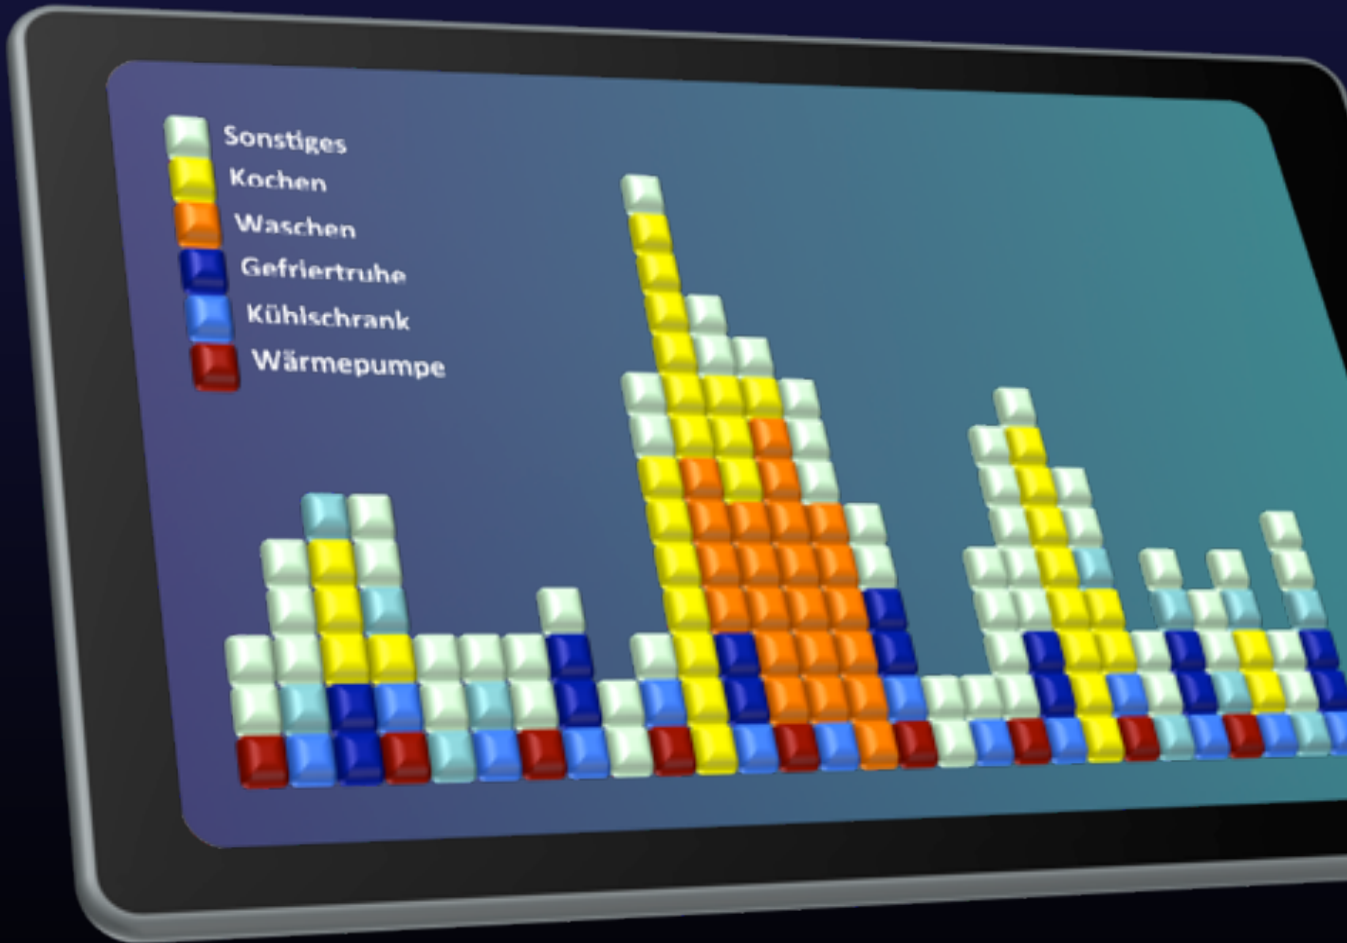 Sonstiges
Kochen
Waschen
Gefriertruhe
Kühlschrank
Wärmepumpe